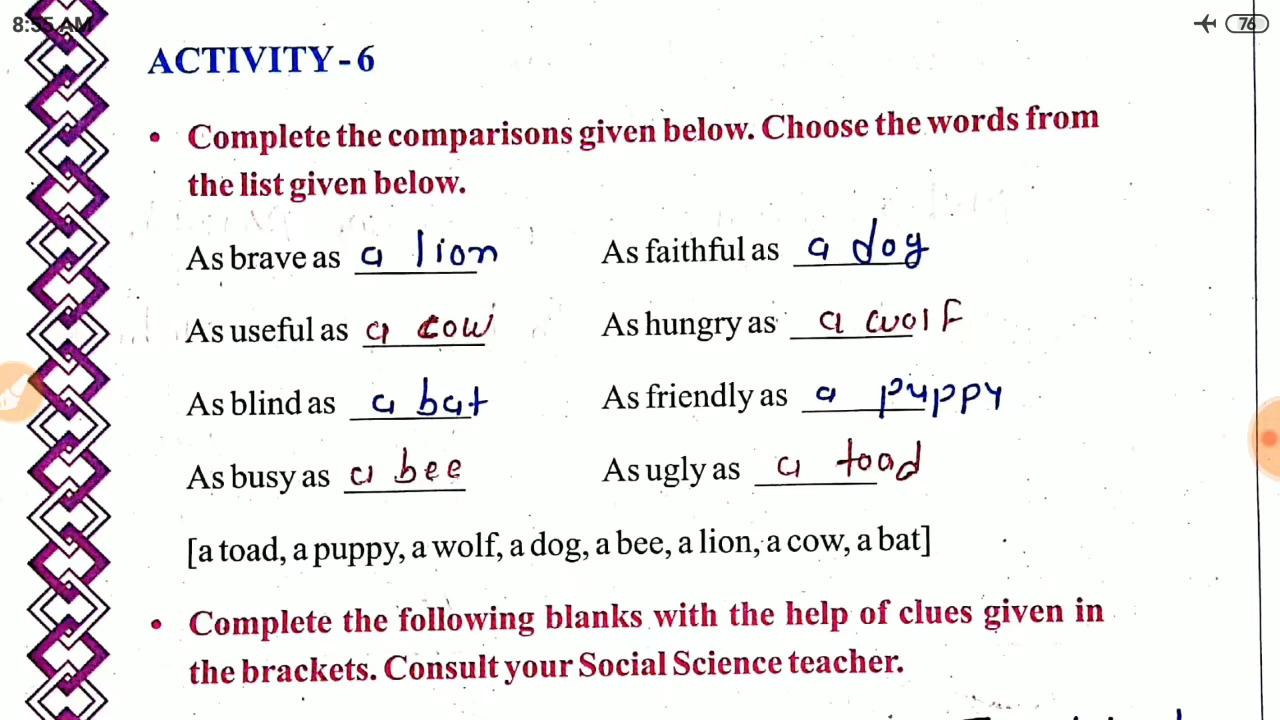 8:55 AM 76
ACTIVITY-6
• Complete the comparisons given below. Choose the words from
the list given below.
As brave as a lion As faithful as a dog
As useful as a cow As hungry as a wolf
As blind as a bat As friendly as a puppy
As busy as a bee As ugly as a toad
[a toad, a puppy, a wolf, a dog, a bee, a lion, a cow, a bat]
• Complete the following blanks with the help of clues given in
the brackets. Consult your Social Science teacher.